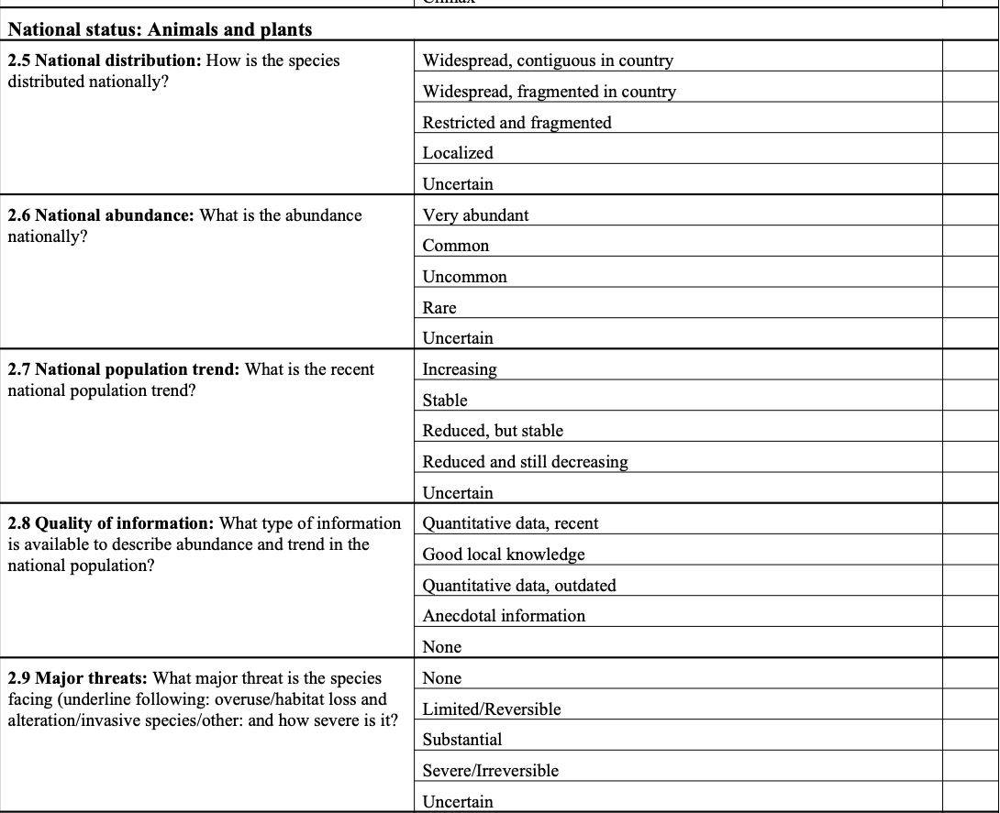 National status: Animals and plants
2.5 National distribution: How is the species
distributed nationally?
Widespread, contiguous in country
Widespread, fragmented in country
Restricted and fragmented
Localized
Uncertain
2.6 National abundance: What is the abundance
nationally?
Very abundant
Common
Uncommon
Rare
Uncertain
2.7 National population trend: What is the recent
national population trend?
Increasing
Stable
Reduced, but stable
Reduced and still decreasing
Uncertain
2.8 Quality of information: What type of information
is available to describe abundance and trend in the
national population?
Quantitative data, recent
Good local knowledge
Quantitative data, outdated
Anecdotal information
None
2.9 Major threats: What major threat is the species
facing (underline following: overuse/habitat loss and
alteration/invasive species/other: and how severe is it?
None
Limited/Reversible
Substantial
Severe/Irreversible
Uncertain